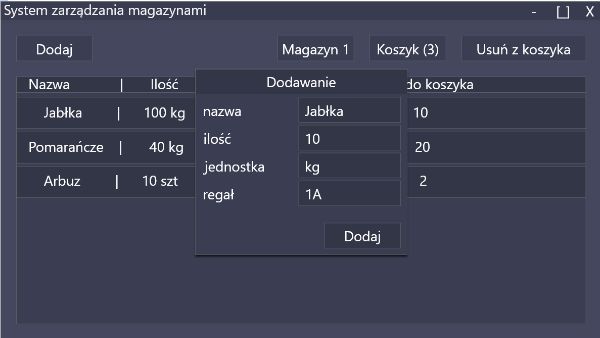 System zarządzania magazynami - [ ] X
Dodaj Magazyn 1 Koszyk (3) Usuń z koszyka
Nazwa | Ilość do koszyka
Jabłka | 100 kg 10
Pomarańcze | 40 kg 20
Arbuz | 10 szt 2
Dodawanie
nazwa Jabłka
ilość 10
jednostka kg
regał 1A
Dodaj